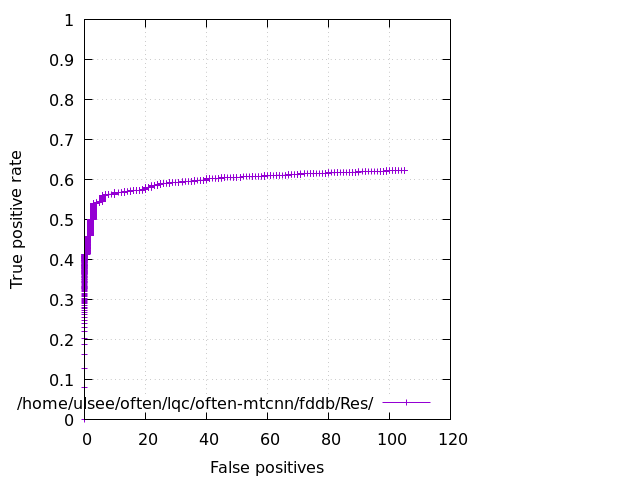 1
0.9
0.8
0.7
0.6
0.5
0.4
0.3
0.2
0.1
0
True positive rate
/home/ulsee/often/lqc/often-mtcnn/fddb/Res/
0 20 40 60 80 100 120
False positives